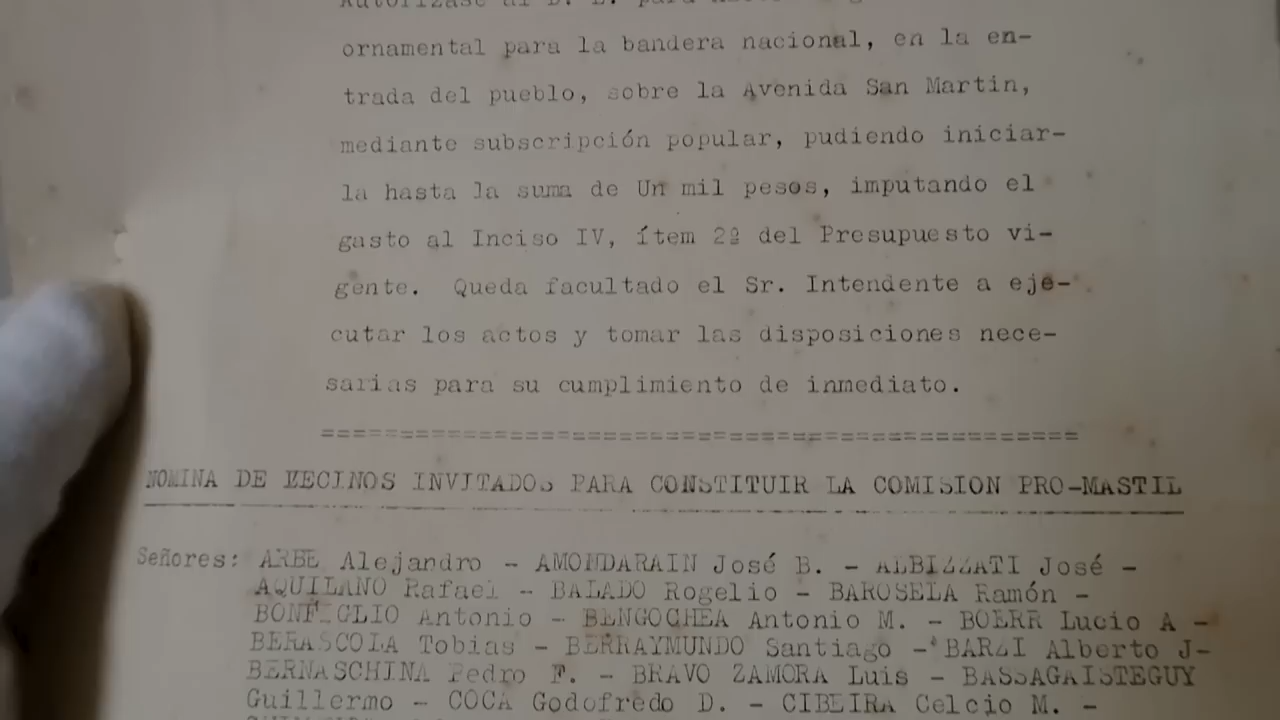 ornamental para la bandera nacional, en la en-
trada del pueblo, sobre la Avenida San Martin,
mediante subscripción popular, pudiendo iniciar-
la hasta la suma de Un mil pesos, imputando el
gasto al Inciso IV, ítem 2º del Presupuesto vi-
gente. Queda facultado el Sr. Intendente a eje-
cutar los actos y tomar las disposiciones nece-
sarias para su cumplimiento de inmediato.
================================================
NOMINA DE VECINOS INVITADOS PARA CONSTITUIR LA COMISION PRO-MASTIL
Señores: ARBE Alejandro - AMONDARAIN José B. - ALBIZZATI José -
AQUILANO Rafael - BALADO Rogelio - BAROSELA Ramón -
BONFIGLIO Antonio - BENGOCHEA Antonio M. - BOERR Lucio A -
BERASCOLA Tobias - BERRAYMUNDO Santiago - BARZI Alberto J-
BERNASCHINA Pedro F. - BRAVO ZAMORA Luis - BASSAGAISTEGUY
Guillermo - COCA Godofredo D. - CIBEIRA Celcio M. -